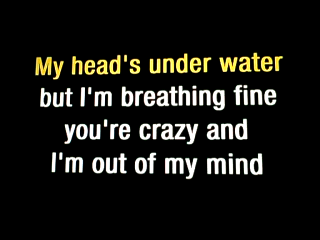 My head's under water
but I'm breathing fine
you're crazy and
I'm out of my mind